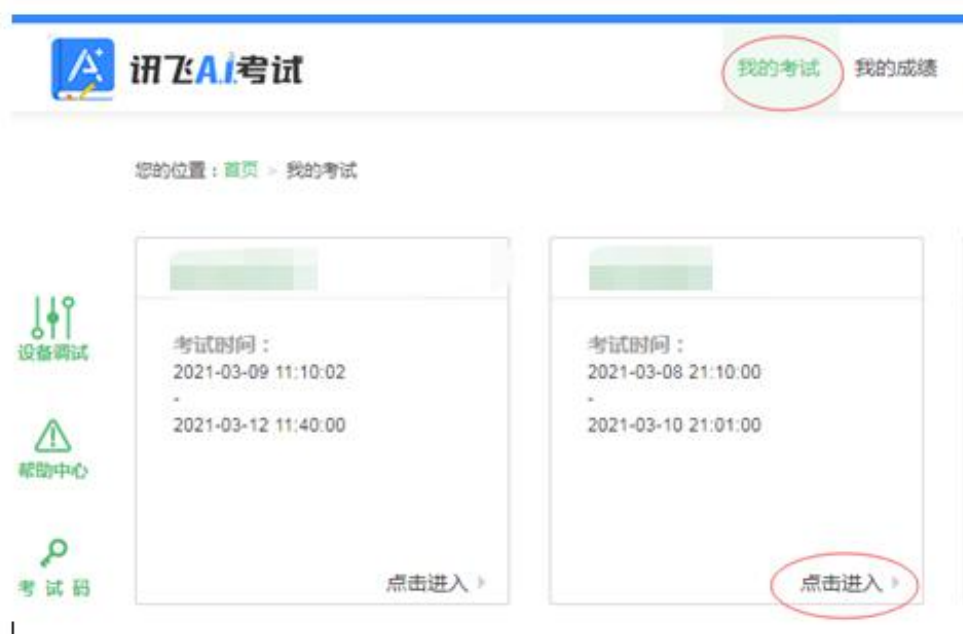 讯飞A.I.考试
我的考试 我的成绩
您的位置：首页 > 我的考试
考试时间：
2021-03-09 11:10:02
-
2021-03-12 11:40:00
点击进入
考试时间：
2021-03-08 21:10:00
-
2021-03-10 21:01:00
点击进入
设备调试
帮助中心
考试码